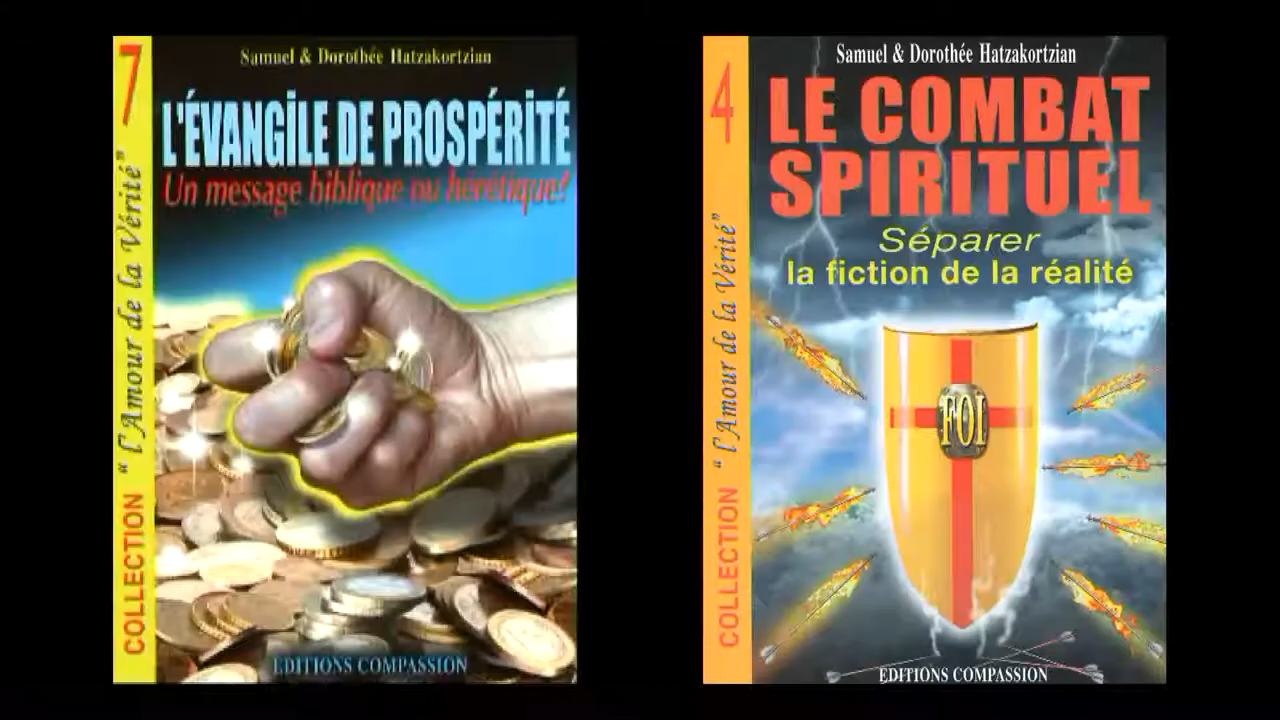 7
COLLECTION "l'Amour de la Vérité"
Samuel & Dorothée Hatzakortzian
L'ÉVANGiLE DE PROSPÉRiTÉ
Un message biblique ou hérétique?
EDITIONS COMPASSION
4
COLLECTION "l'Amour de la Vérité"
Samuel & Dorothée Hatzakortzian
LE COMBAT
SPIRITUEL
Séparer
la fiction de la réalité
FOI
EDITIONS COMPASSION